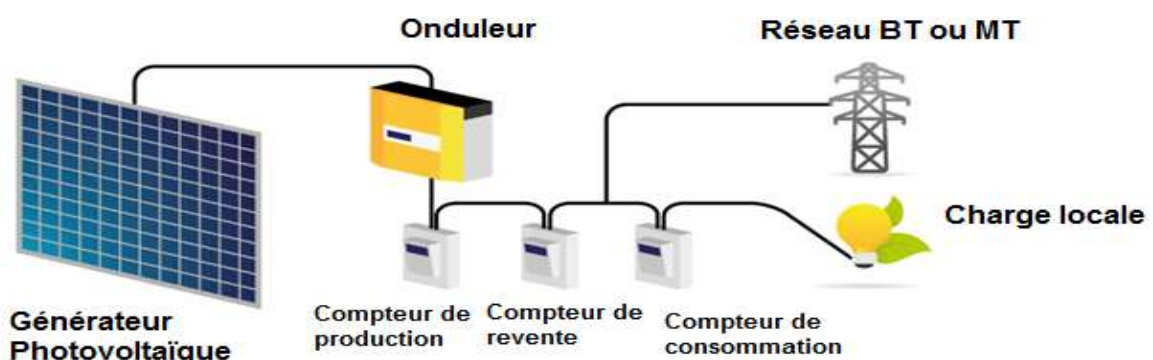 Onduleur
Réseau BT ou MT
Charge locale
Générateur
Photovoltaïque
Compteur de
production
Compteur de
revente
Compteur de
consommation